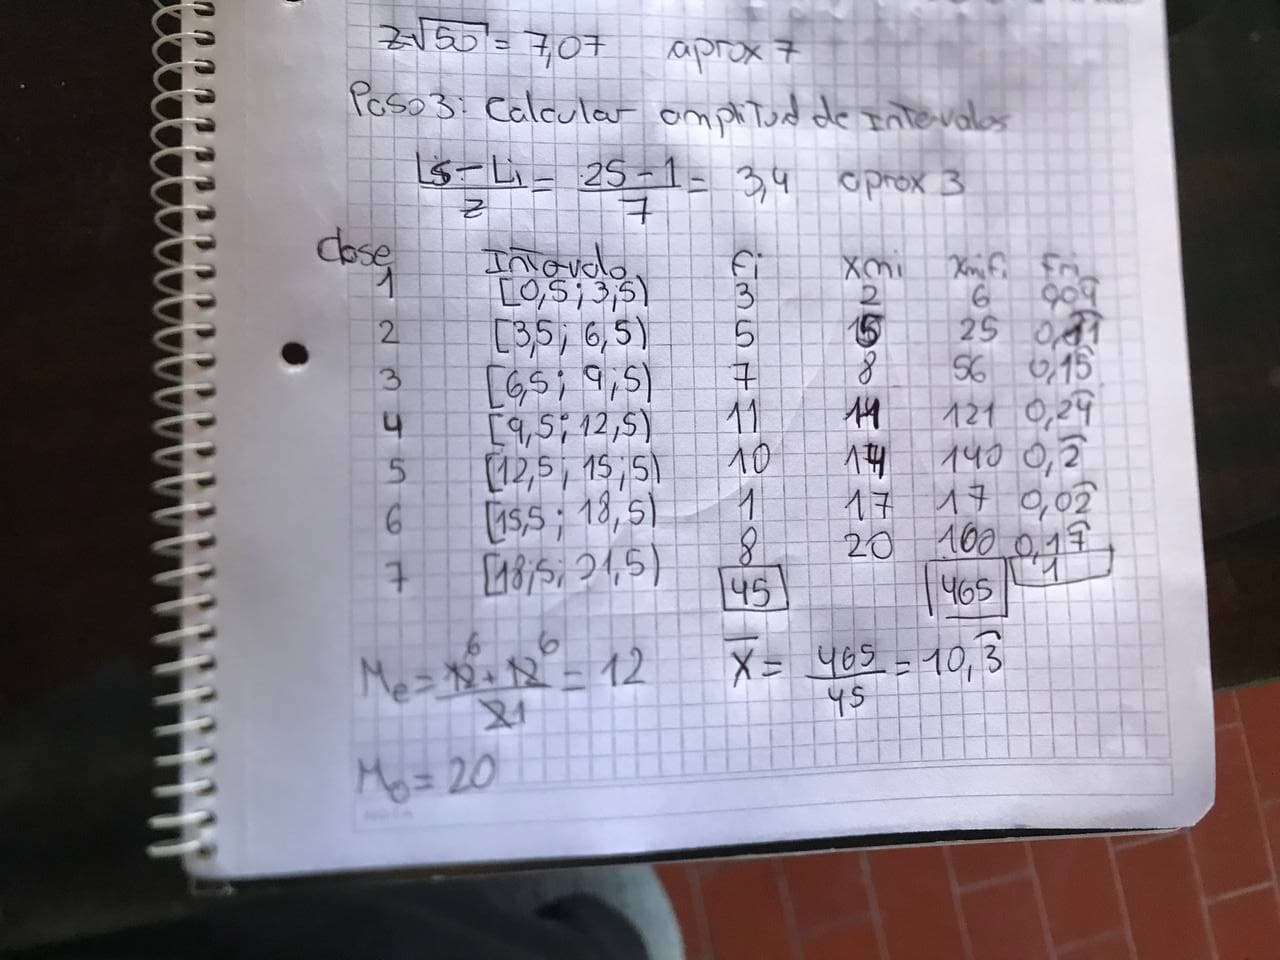 z√50 = 7,07 aprox 7
Paso 3: Calcular amplitud de Intervalos
Ls - Li = 25 - 1 = 3,4 aprox 3
z 7
Clase Intervalo Fi Xmi Xmi.Fi Fri
1 [0,5 ; 3,5) 3 2 6
2 [3,5 ; 6,5) 5 5 25 0,11
3 [6,5 ; 9,5) 7 8 56 0,15
4 [9,5 ; 12,5) 11 11 121 0,24
5 [12,5 ; 15,5) 10 14 140 0,2
6 [15,5 ; 18,5) 1 17 17 0,02
7 [18,5 ; 21,5) 8 20 100 0,17
45 465 1
Me = 12 6 + 12 6 = 12 X̄ = 465 = 10,3
21 45
Mo = 20